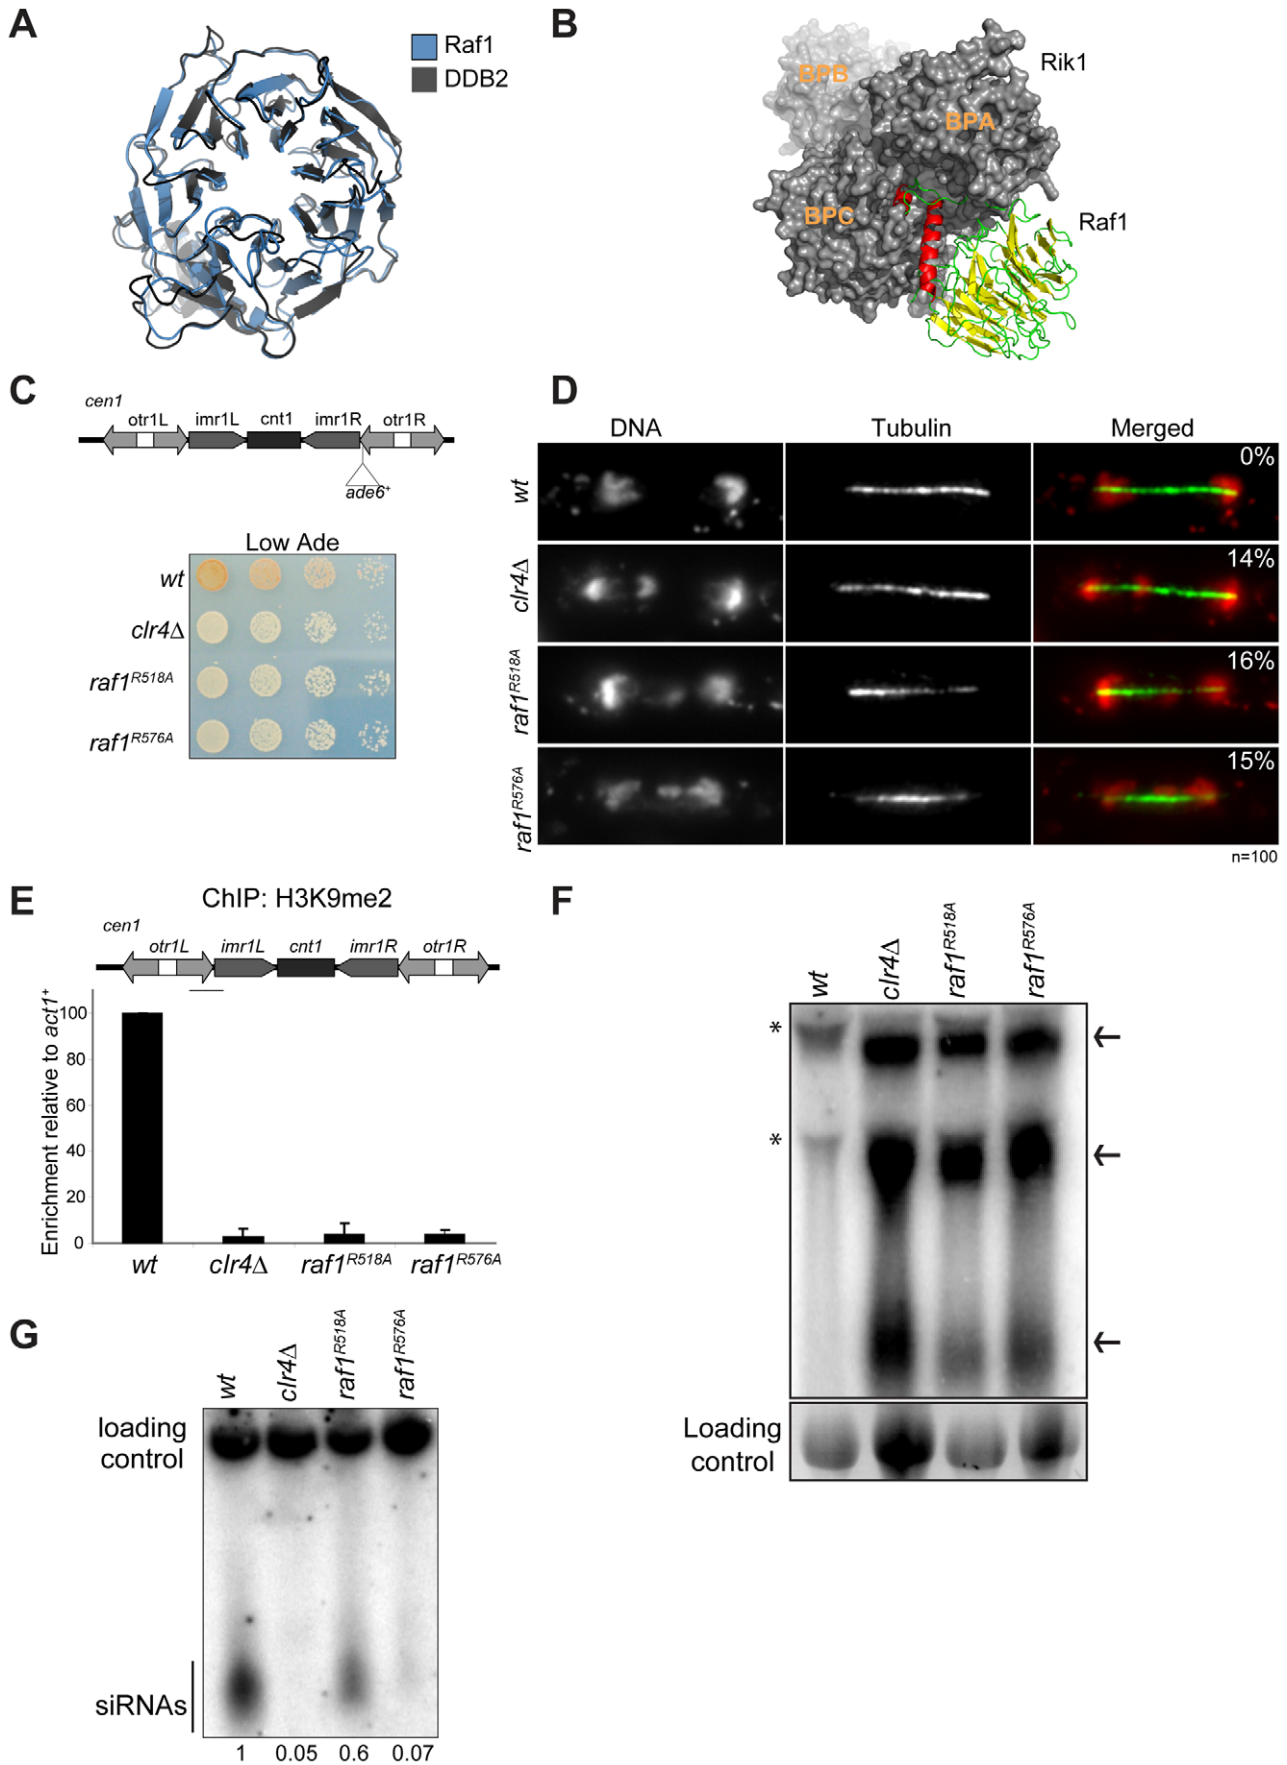 A
Raf1
DDB2
B
BPB
Rik1
BPA
BPC
Raf1
C
cen1
otr1L imr1L cnt1 imr1R otr1R
ade6+
Low Ade
wt
clr4Δ
raf1R518A
raf1R576A
D
DNA Tubulin Merged
wt
0%
clr4Δ
14%
raf1R518A
16%
raf1R576A
15%
n=100
E
ChIP: H3K9me2
cen1
otr1L imr1L cnt1 imr1R otr1R
Enrichment relative to act1+
100
80
60
40
20
0
wt clr4Δ raf1R518A raf1R576A
F
wt clr4Δ raf1R518A raf1R576A
*
*
Loading
control
G
wt clr4Δ raf1R518A raf1R576A
loading
control
siRNAs
1 0.05 0.6 0.07